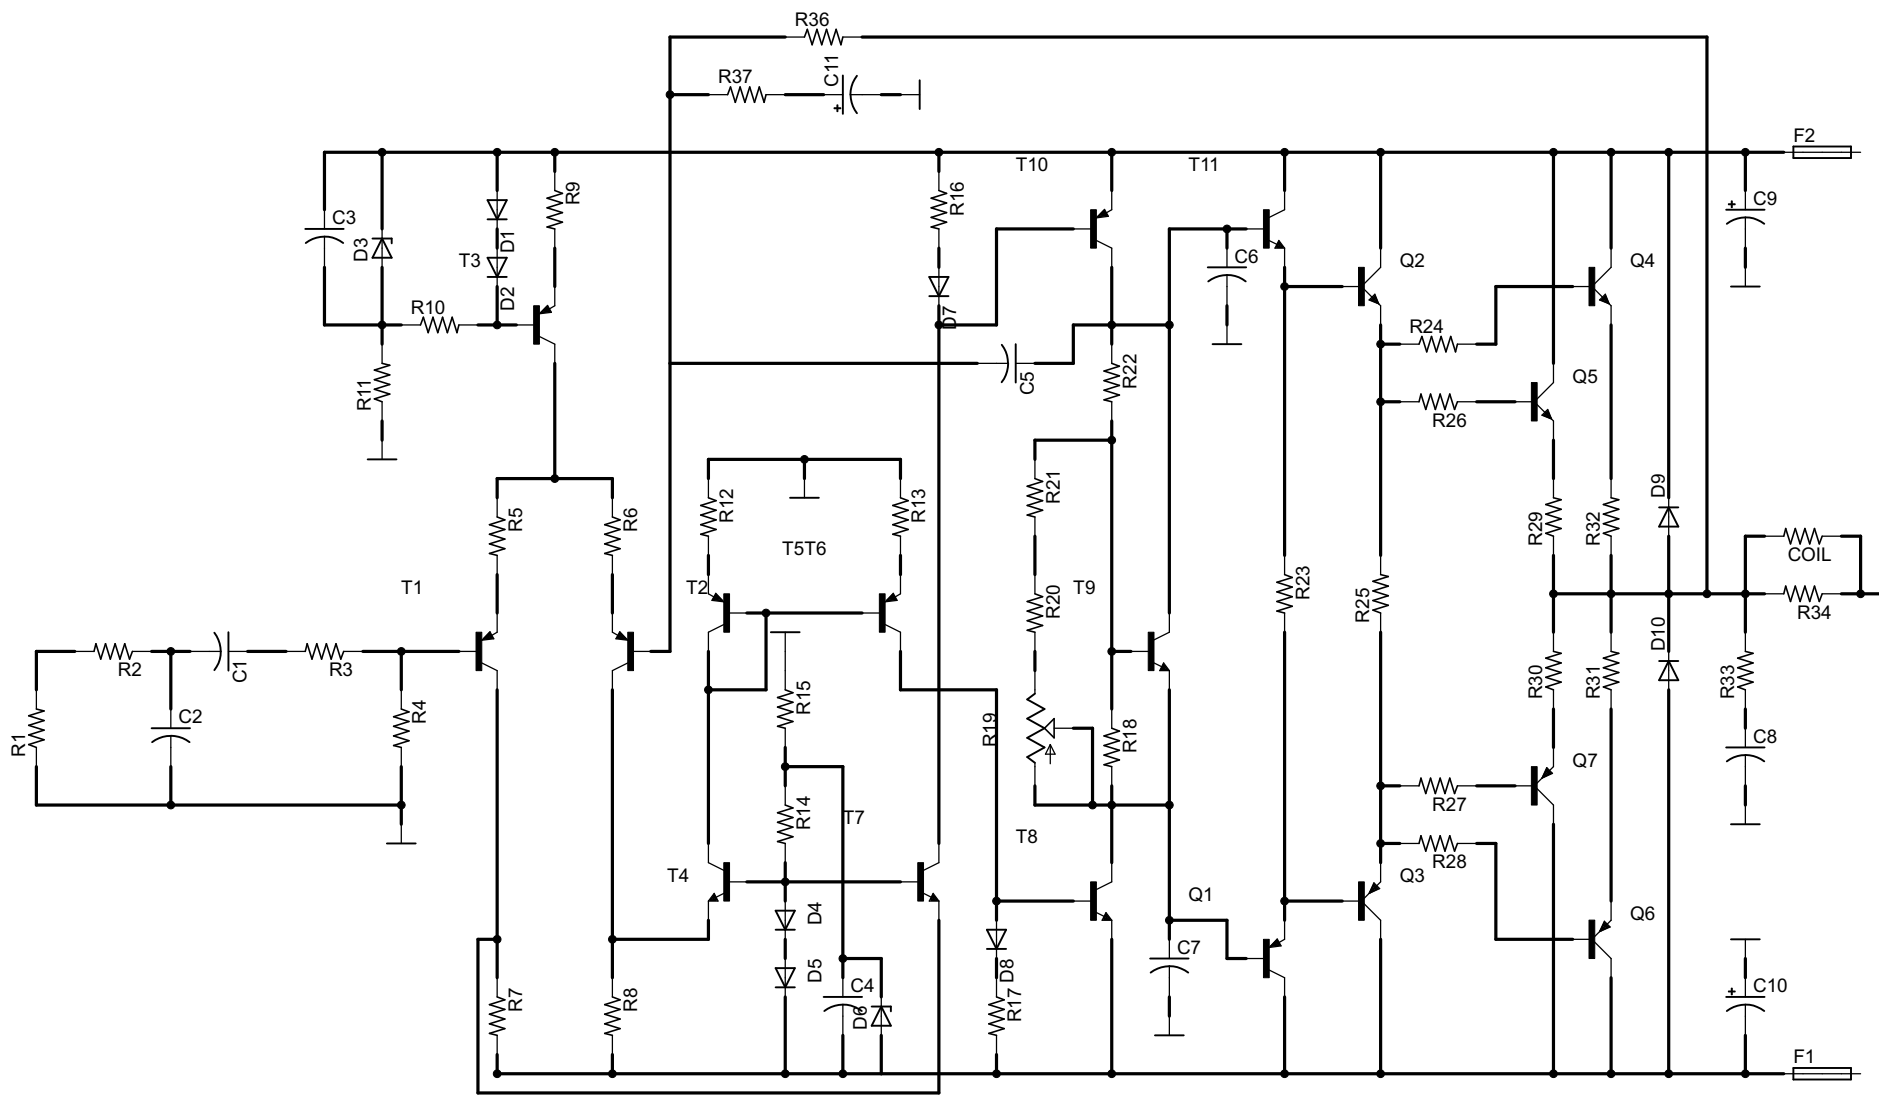 R36
R37
C11
+
F2
T10
T11
R9
R16
C3
D3
D1
T3
D2
C6
Q2
Q4
+
C9
R10
D7
R24
R11
C5
R22
Q5
R26
R5
R6
R12
R13
R21
R29
R32
D9
T5T6
COIL
T1
T2
R20
T9
R23
R25
R34
R2
C1
R3
D10
R1
C2
R4
R15
R19
R18
R30
R31
R33
C8
Q7
R14
T7
T8
R27
R28
T4
Q1
Q3
Q6
D4
D5
C4
D6
D8
C7
R7
R8
R17
+
C10
F1